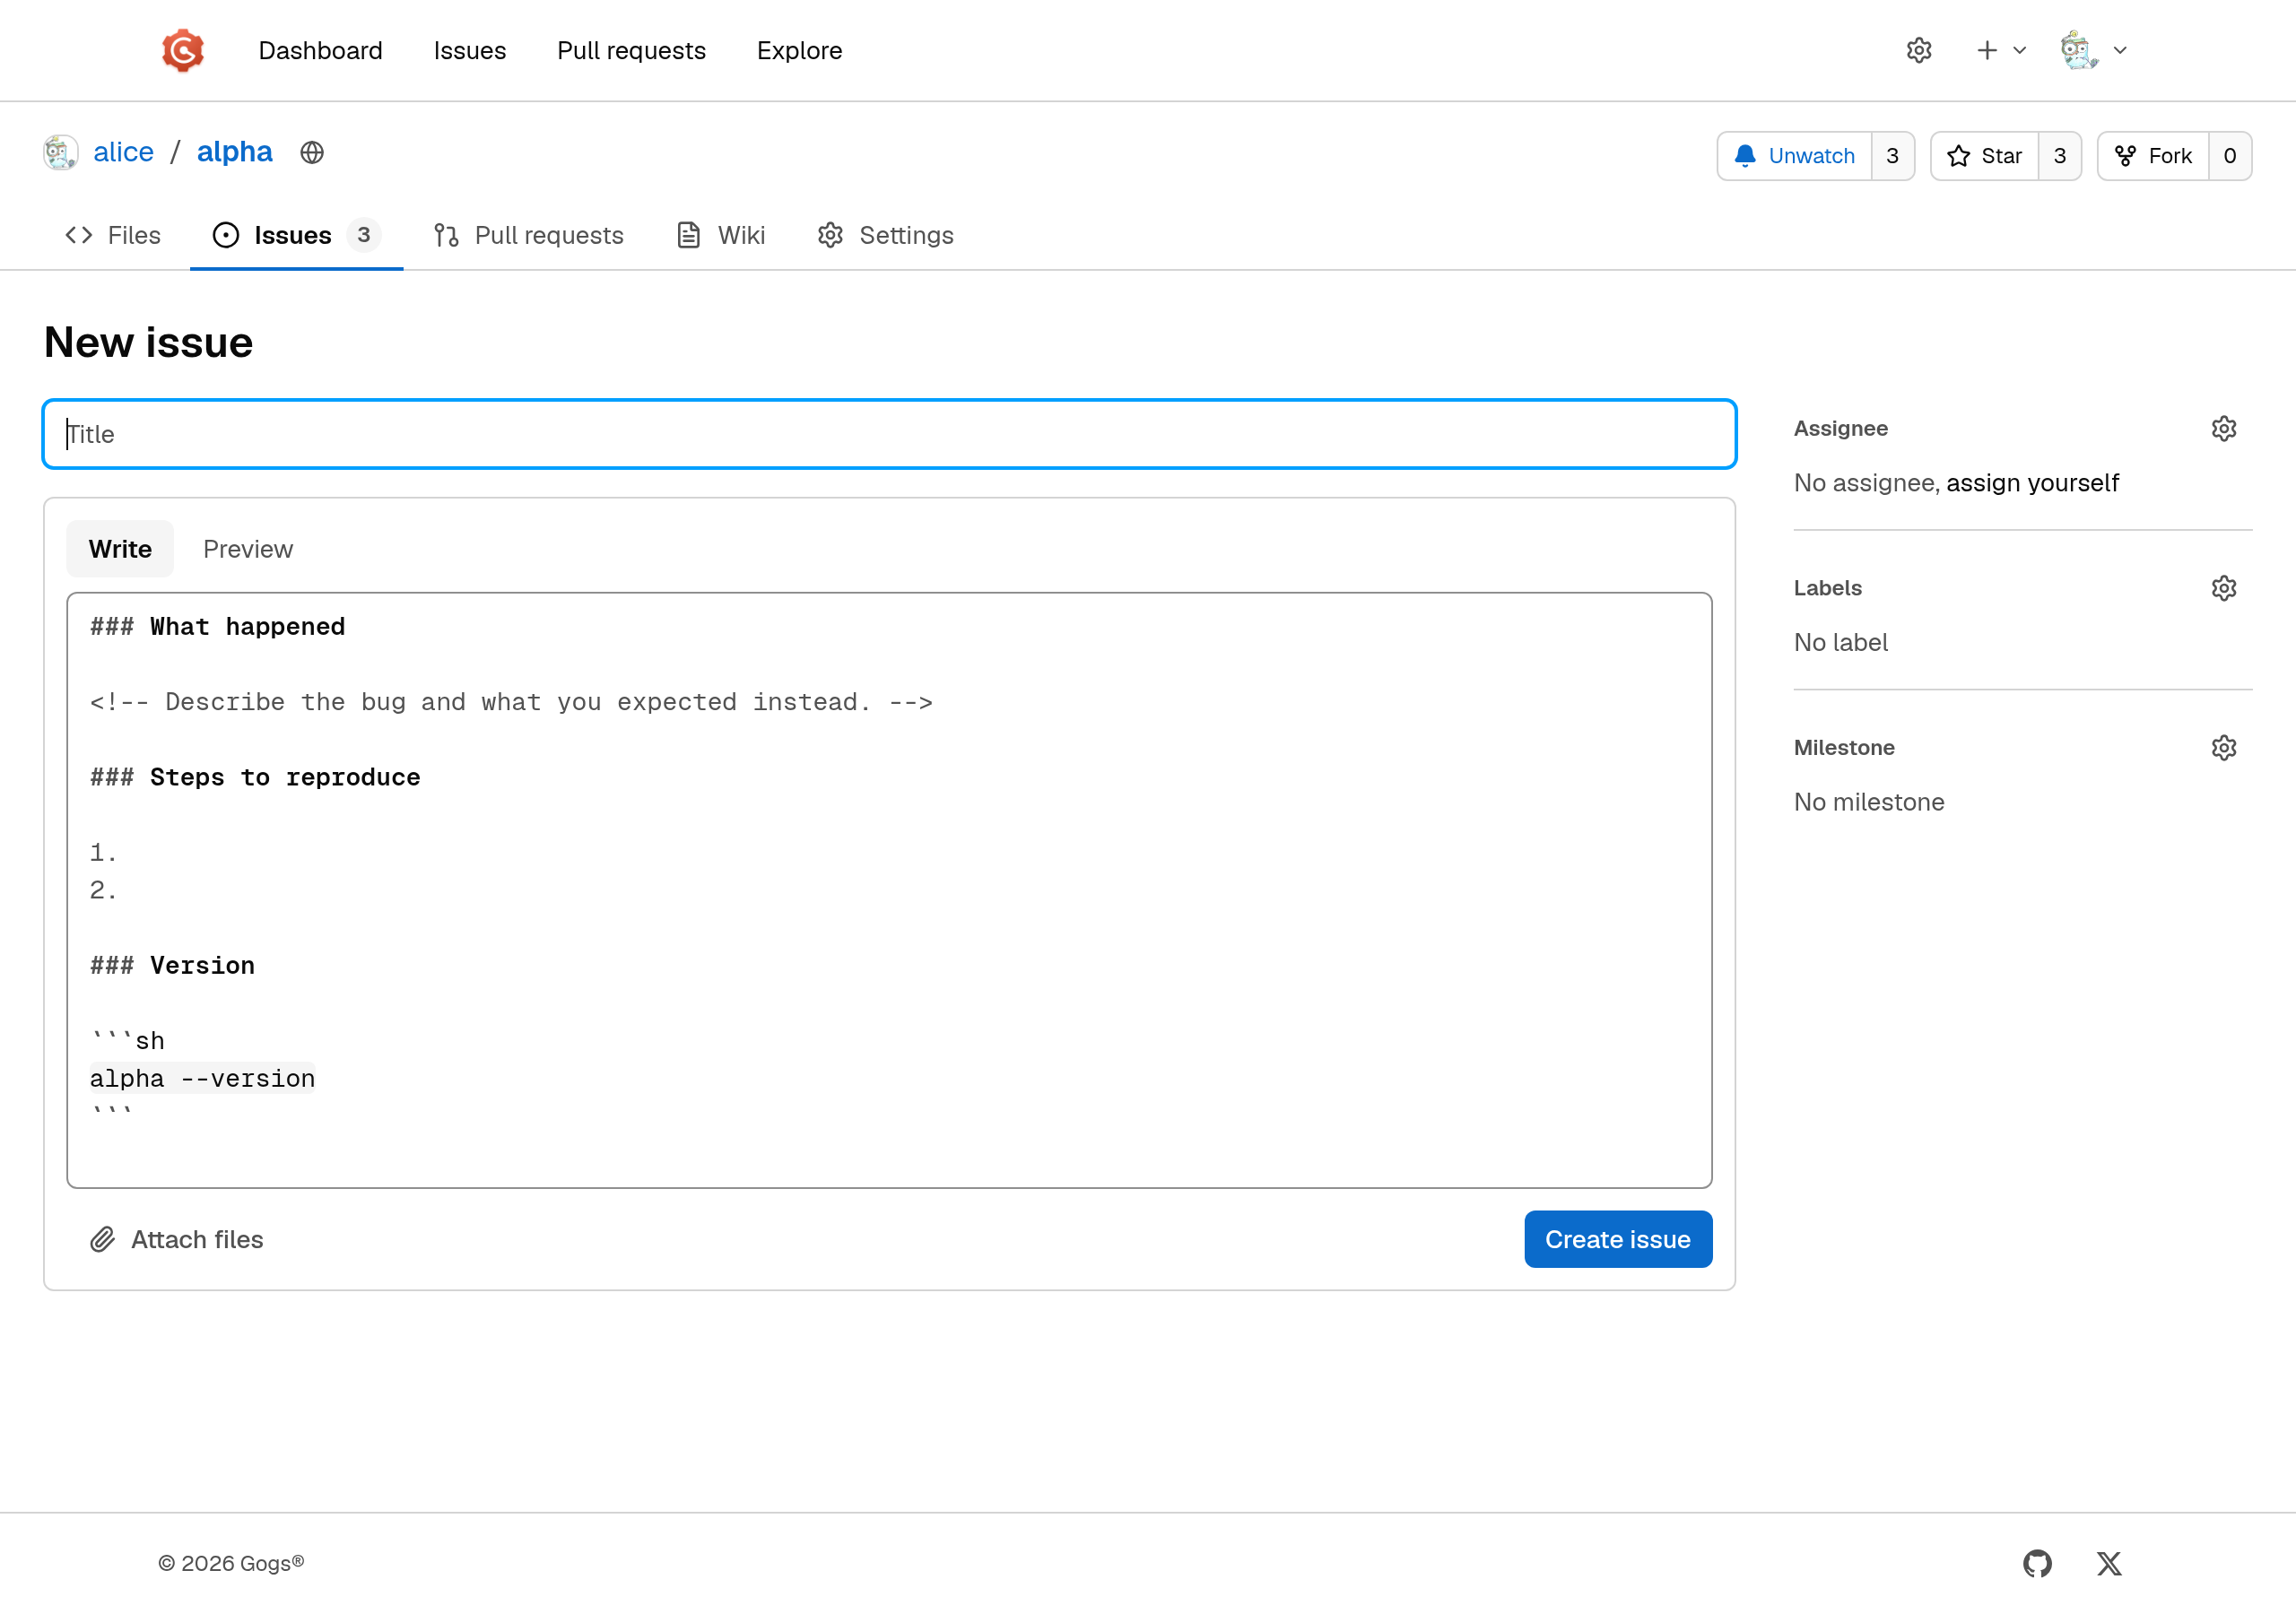 Dashboard Issues Pull requests Explore
alice / alpha
Unwatch 3 Star 3 Fork 0
Files Issues 3 Pull requests Wiki Settings
New issue
Title
Write Preview
### What happened
<!-- Describe the bug and what you expected instead. -->
### Steps to reproduce
1.
2.
### Version
```sh
alpha --version
```
Attach files
Create issue
Assignee
No assignee, assign yourself
Labels
No label
Milestone
No milestone
© 2026 Gogs®